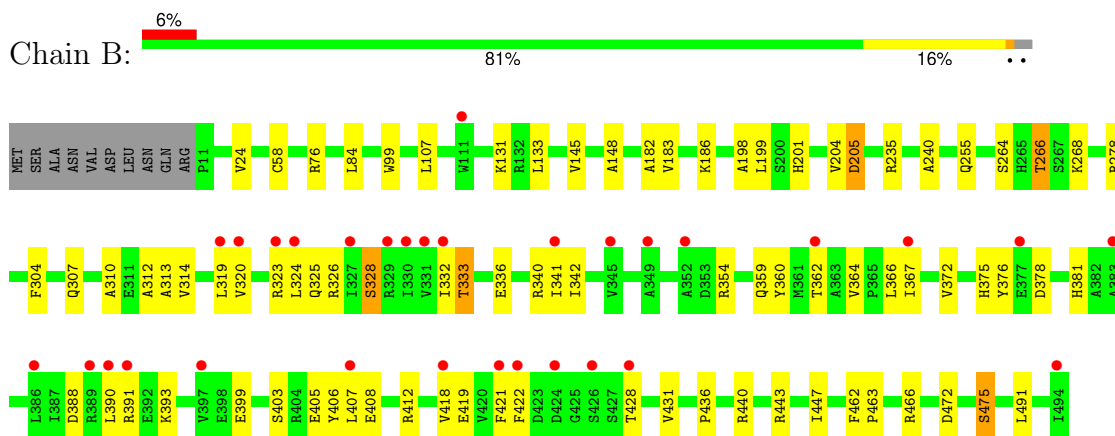 6%
Chain B:
81% 16% • •
MET SER ALA ASN VAL ASP LEU ASN GLN ARG P11 V24 C58 R76 L84 W99 L107 W111 K131 R132 L133 V145 A148 A182 V183 K186 A198 L199 S200 H201 V204 D205 R235 A240 Q255 S264 H265 T266 S267 K268
F304 Q307 A310 E311 A312 A313 V314 L319 V320 R323 L324 Q325 R326 I327 S328 R329 I330 V331 I332 T333 E336 R340 I341 I342 V345 A349 A352 D353 R354 Q359 Y360 M361 T362 A363 V364 P365 L366 I367 V372 H375 Y376 E377 D378 H381 A382 A383
L386 I387 D388 R389 L390 R391 E392 K393 V397 E398 E399 S403 R404 E405 Y406 L407 E408 R412 V418 E419 V420 F421 F422 D423 D424 G425 S426 S427 T428 V431 P436 R440 R443 I447 F462 P463 R466 D472 S475 L491 I494